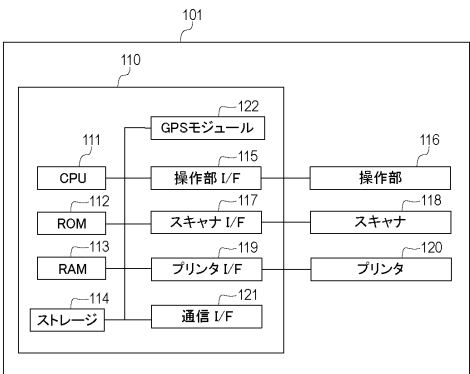 101
110
122
GPSモジュール
111
115
116
CPU
操作部 I/F
操作部
112
117
118
ROM
スキャナ I/F
スキャナ
113
119
120
RAM
プリンタ I/F
プリンタ
114
121
ストレージ
通信 I/F